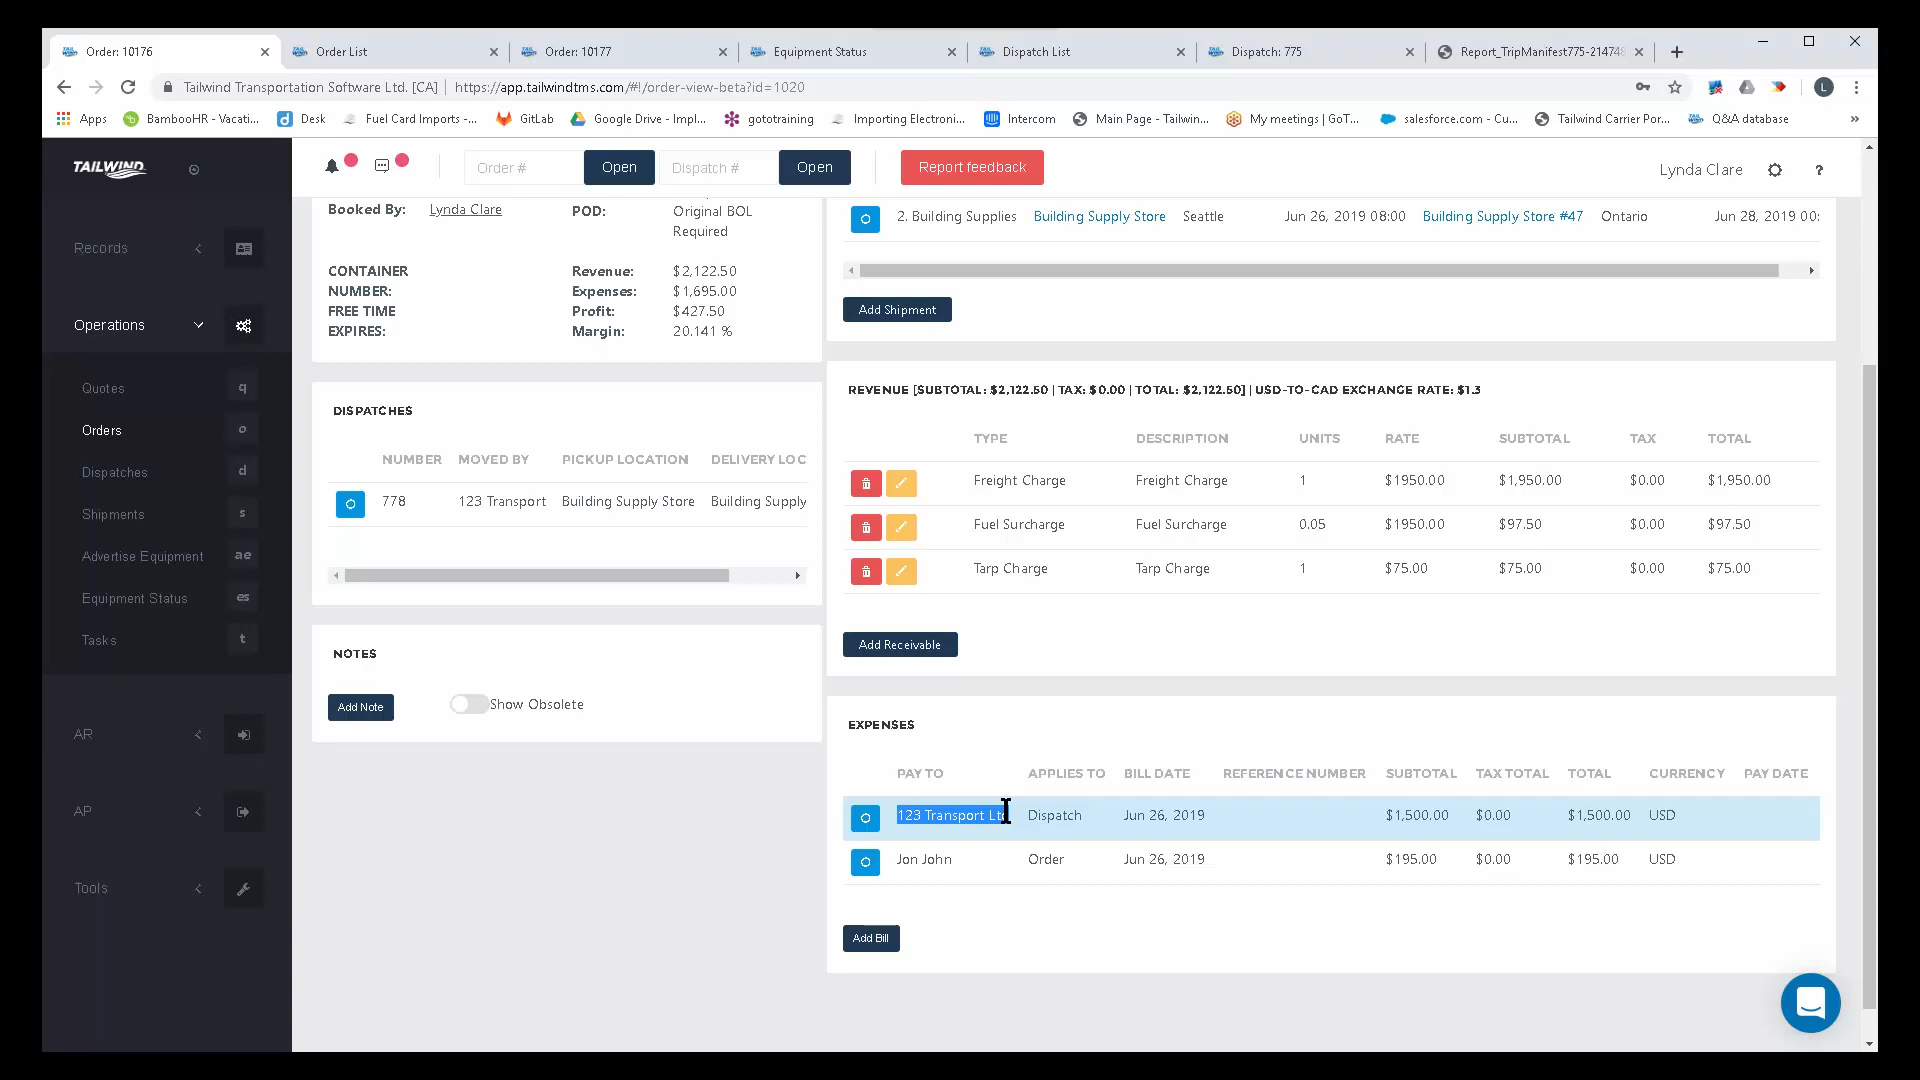 Order: 10176
Order List
Order: 10177
Equipment Status
Dispatch List
Dispatch: 775
Report_TripManifest775-214748
Tailwind Transportation Software Ltd. [CA]
https://app.tailwindtms.com/#!/order-view-beta?id=1020
L
Apps
BambooHR - Vacati...
Desk
Fuel Card Imports -...
GitLab
Google Drive - Impl...
gototraining
Importing Electroni...
Intercom
Main Page - Tailwin...
My meetings | GoT...
salesforce.com - Cu...
Tailwind Carrier Por...
Q&A database
TAILWIND
Order #
Open
Dispatch #
Open
Report feedback
Lynda Clare
?
Records
Operations
Quotes q
Orders o
Dispatches d
Shipments s
Advertise Equipment ae
Equipment Status es
Tasks t
AR
AP
Tools
Booked By: Lynda Clare
POD: Original BOL
Required
CONTAINER
NUMBER:
FREE TIME
EXPIRES:
Revenue: $2,122.50
Expenses: $1,695.00
Profit: $427.50
Margin: 20.141 %
2. Building Supplies Building Supply Store Seattle Jun 26, 2019 08:00 Building Supply Store #47 Ontario Jun 28, 2019 00:
Add Shipment
DISPATCHES
NUMBER MOVED BY PICKUP LOCATION DELIVERY LOC
778 123 Transport Building Supply Store Building Supply
NOTES
Add Note
Show Obsolete
REVENUE [SUBTOTAL: $2,122.50 | TAX: $0.00 | TOTAL: $2,122.50] | USD-TO-CAD EXCHANGE RATE: $1.3
TYPE DESCRIPTION UNITS RATE SUBTOTAL TAX TOTAL
Freight Charge Freight Charge 1 $1950.00 $1,950.00 $0.00 $1,950.00
Fuel Surcharge Fuel Surcharge 0.05 $1950.00 $97.50 $0.00 $97.50
Tarp Charge Tarp Charge 1 $75.00 $75.00 $0.00 $75.00
Add Receivable
EXPENSES
PAY TO APPLIES TO BILL DATE REFERENCE NUMBER SUBTOTAL TAX TOTAL TOTAL CURRENCY PAY DATE
123 Transport Ltd Dispatch Jun 26, 2019 $1,500.00 $0.00 $1,500.00 USD
Jon John Order Jun 26, 2019 $195.00 $0.00 $195.00 USD
Add Bill